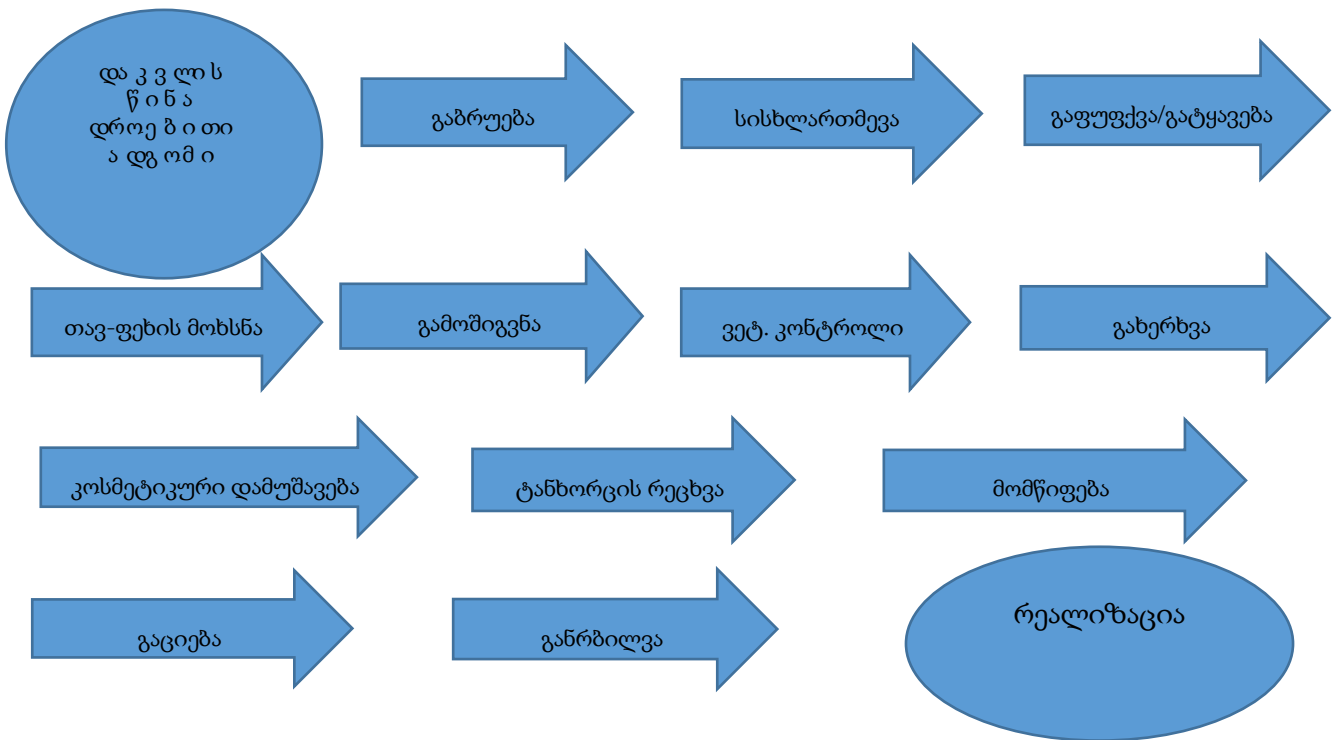 დაკვლის
წინა
დროებითი
ადგომი
გაბრუება
სისხლართმევა
გაფუფქვა/გატყავება
თავ-ფეხის მოხსნა
გამოშიგვნა
ვეტ. კონტროლი
გახერხვა
კოსმეტიკური დამუშავება
ტანხორცის რეცხვა
მომწიფება
გაციება
განრბილვა
რეალიზაცია